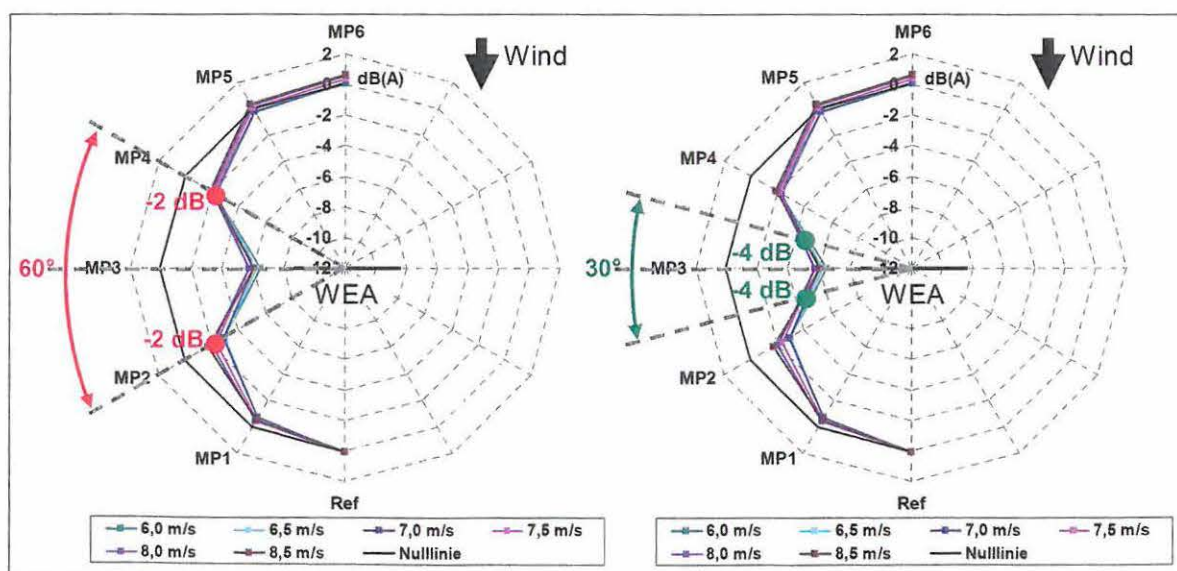 MP6
Wind
2
dB(A)
0
-2
-4
-6
-8
-10
-12
MP5
MP4
-2 dB
60°
MP3
WEA
-2 dB
MP2
MP1
Ref
6,0 m/s 6,5 m/s 7,0 m/s 7,5 m/s
8,0 m/s 8,5 m/s Nulllinie
MP6
Wind
2
dB(A)
0
-2
-4
-6
-8
-10
-12
MP5
MP4
-4 dB
30°
MP3
-4 dB
WEA
MP2
MP1
Ref
6,0 m/s 6,5 m/s 7,0 m/s 7,5 m/s
8,0 m/s 8,5 m/s Nulllinie